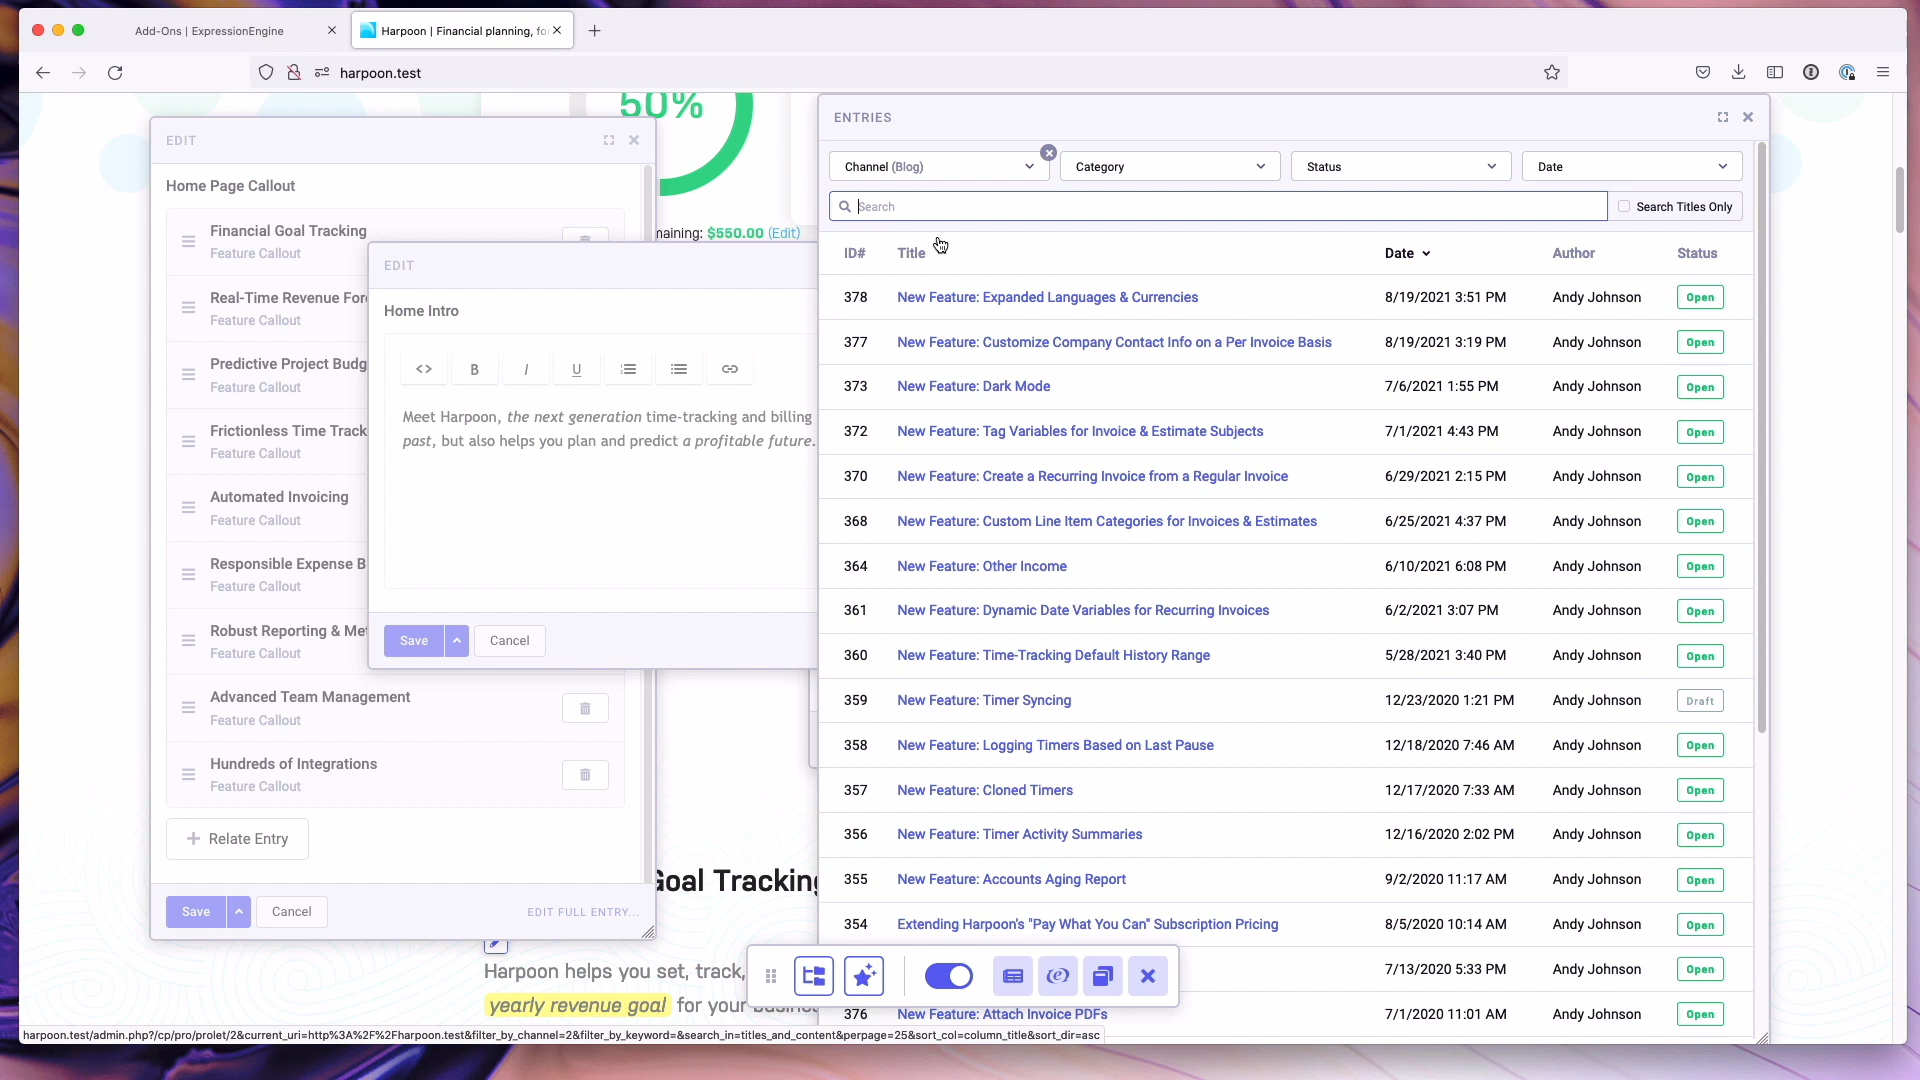 Add-Ons | ExpressionEngine
Harpoon | Financial planning, fo
harpoon.test
50%
EDIT
Home Page Callout
Financial Goal Tracking
Feature Callout
Real-Time Revenue For
Feature Callout
Predictive Project Budg
Feature Callout
Frictionless Time Track
Feature Callout
Automated Invoicing
Feature Callout
Responsible Expense B
Feature Callout
Robust Reporting & Met
Feature Callout
Advanced Team Management
Feature Callout
Hundreds of Integrations
Feature Callout
Relate Entry
Save
Cancel
EDIT FULL ENTRY...
maining: $550.00 (Edit)
EDIT
Home Intro
<> B I U
Meet Harpoon, the next generation time-tracking and billing
past, but also helps you plan and predict a profitable future.
Save
Cancel
Goal Tracking
Harpoon helps you set, track,
yearly revenue goal for your business
ENTRIES
Channel (Blog)
Category
Status
Date
Search
Search Titles Only
ID# Title Date Author Status
378 New Feature: Expanded Languages & Currencies 8/19/2021 3:51 PM Andy Johnson Open
377 New Feature: Customize Company Contact Info on a Per Invoice Basis 8/19/2021 3:19 PM Andy Johnson Open
373 New Feature: Dark Mode 7/6/2021 1:55 PM Andy Johnson Open
372 New Feature: Tag Variables for Invoice & Estimate Subjects 7/1/2021 4:43 PM Andy Johnson Open
370 New Feature: Create a Recurring Invoice from a Regular Invoice 6/29/2021 2:15 PM Andy Johnson Open
368 New Feature: Custom Line Item Categories for Invoices & Estimates 6/25/2021 4:37 PM Andy Johnson Open
364 New Feature: Other Income 6/10/2021 6:08 PM Andy Johnson Open
361 New Feature: Dynamic Date Variables for Recurring Invoices 6/2/2021 3:07 PM Andy Johnson Open
360 New Feature: Time-Tracking Default History Range 5/28/2021 3:40 PM Andy Johnson Open
359 New Feature: Timer Syncing 12/23/2020 1:21 PM Andy Johnson Draft
358 New Feature: Logging Timers Based on Last Pause 12/18/2020 7:46 AM Andy Johnson Open
357 New Feature: Cloned Timers 12/17/2020 7:33 AM Andy Johnson Open
356 New Feature: Timer Activity Summaries 12/16/2020 2:02 PM Andy Johnson Open
355 New Feature: Accounts Aging Report 9/2/2020 11:17 AM Andy Johnson Open
354 Extending Harpoon's "Pay What You Can" Subscription Pricing 8/5/2020 10:14 AM Andy Johnson Open
7/13/2020 5:33 PM Andy Johnson Open
376 New Feature: Attach Invoice PDFs 7/1/2020 11:01 AM Andy Johnson Open
harpoon.test/admin.php?/cp/pro/prolet/2&current_uri=http%3A%2F%2Fharpoon.test&filter_by_channel=2&filter_by_keyword=&search_in=titles_and_content&perpage=25&sort_col=column_title&sort_dir=asc